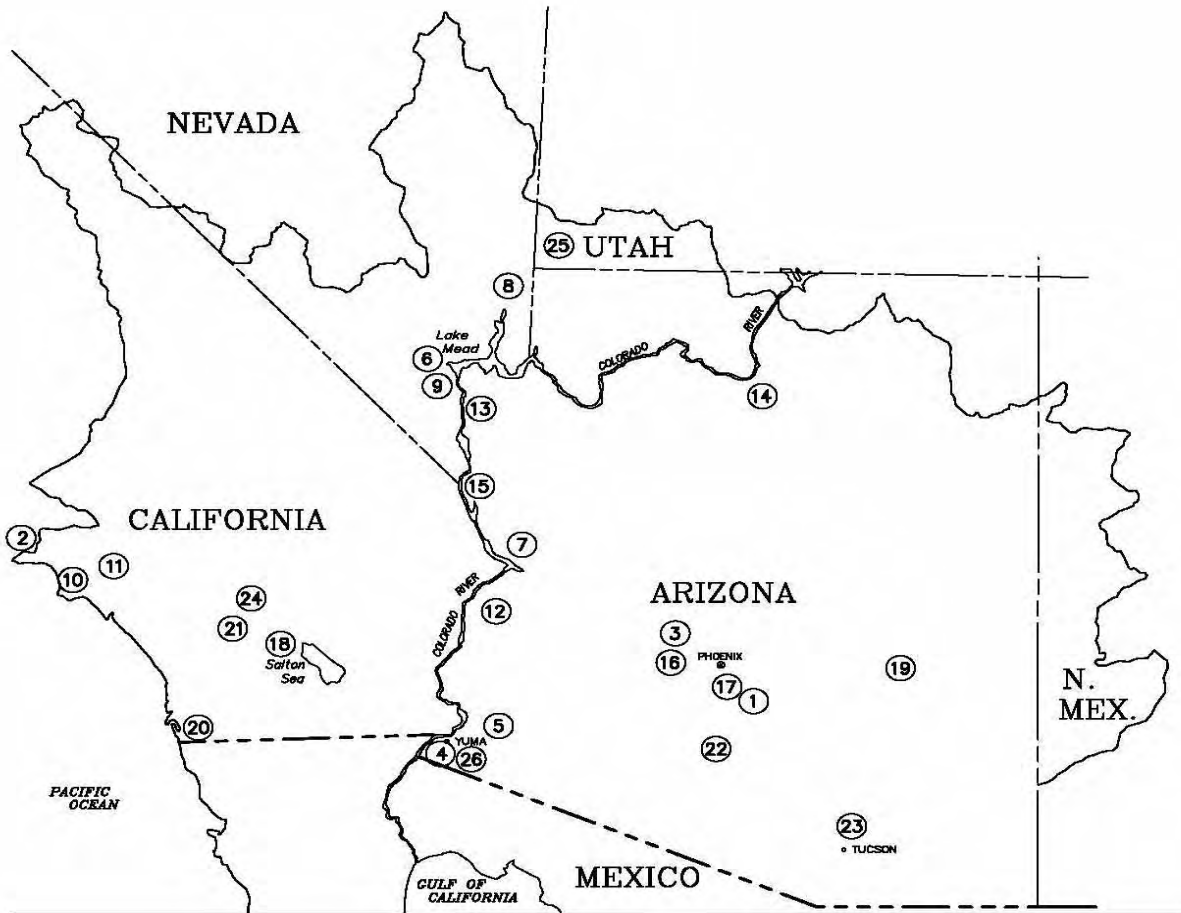 NEVADA
25 UTAH
8
Lake
Mead
6
9
COLORADO
RIVER
13
14
15
CALIFORNIA
2
7
11
10
RIVER
COLORADO
12
ARIZONA
24
21
18
Salton
Sea
3
16
PHOENIX
17
1
19
N.
MEX.
20
5
YUMA
4
26
22
PACIFIC
OCEAN
23
TUCSON
MEXICO
GULF OF
CALIFORNIA